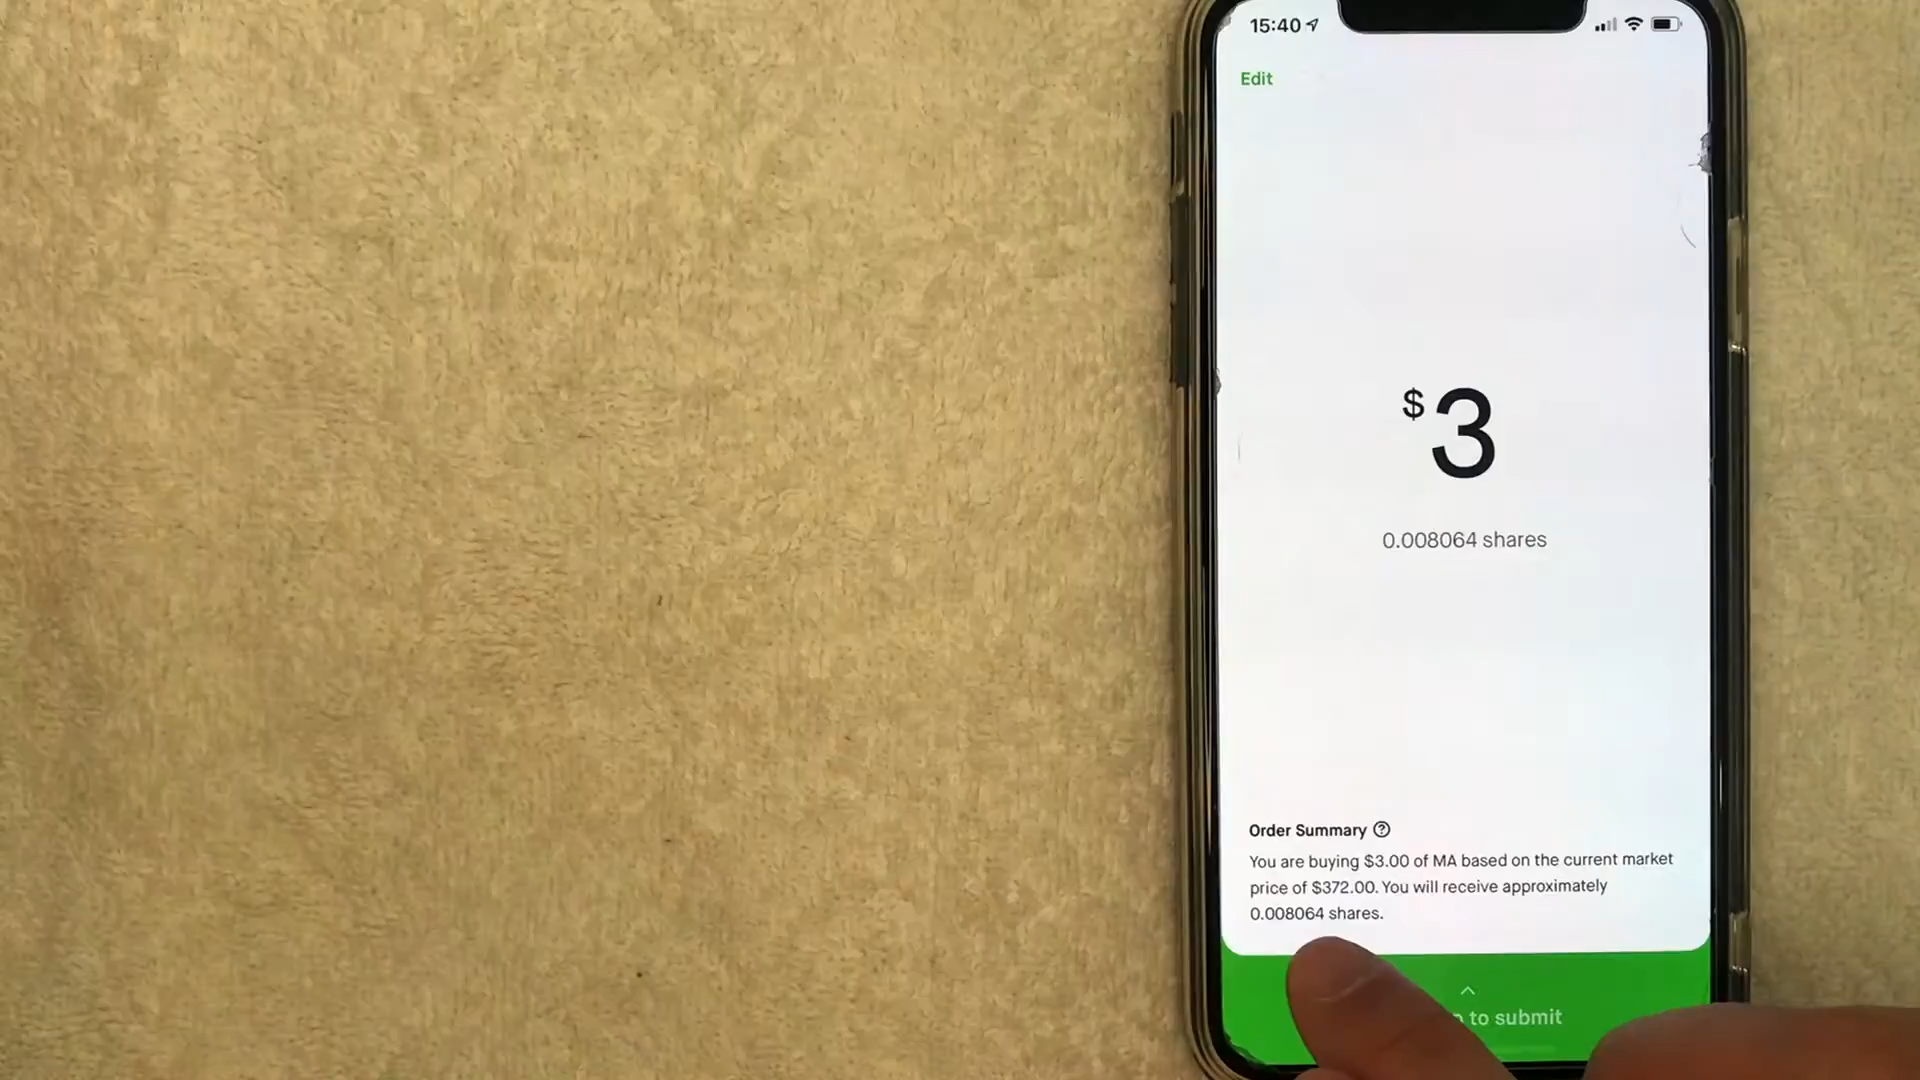 15:40
Edit
$3
0.008064 shares
Order Summary
You are buying $3.00 of MA based on the current market
price of $372.00. You will receive approximately
0.008064 shares.
to submit